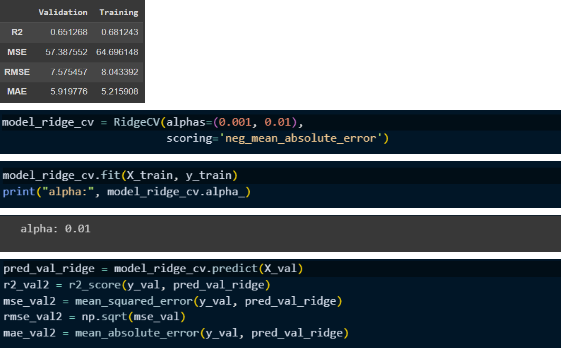 Validation Training
R2 0.651268 0.681243
MSE 57.387552 64.696148
RMSE 7.575457 8.043392
MAE 5.919776 5.215908
model_ridge_cv = RidgeCV(alphas=(0.001, 0.01),
scoring='neg_mean_absolute_error')
model_ridge_cv.fit(X_train, y_train)
print("alpha:", model_ridge_cv.alpha_)
alpha: 0.01
pred_val_ridge = model_ridge_cv.predict(X_val)
r2_val2 = r2_score(y_val, pred_val_ridge)
mse_val2 = mean_squared_error(y_val, pred_val_ridge)
rmse_val2 = np.sqrt(mse_val)
mae_val2 = mean_absolute_error(y_val, pred_val_ridge)